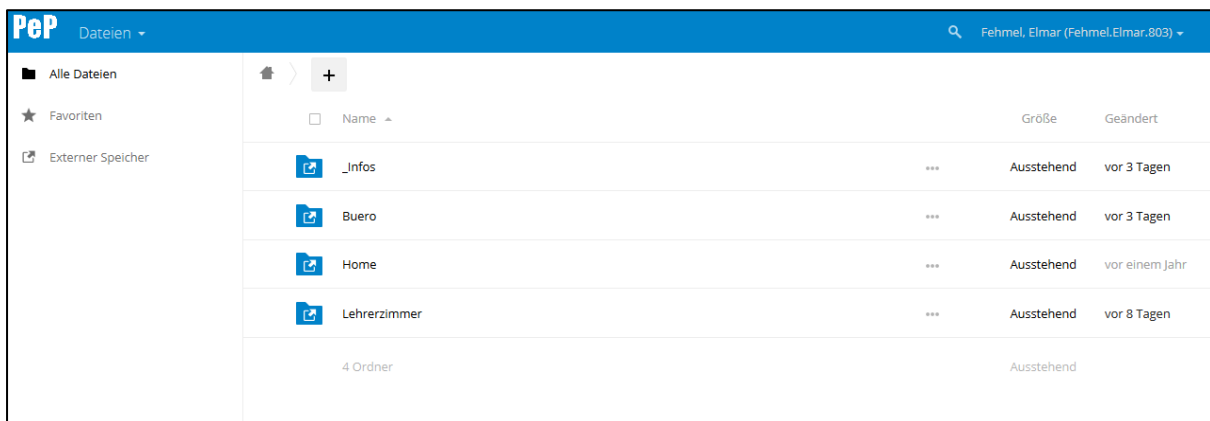 PeP Dateien Fehmel, Elmar (Fehmel.Elmar.803)
Alle Dateien
Favoriten
Externer Speicher
+
Name Größe Geändert
_Infos ... Ausstehend vor 3 Tagen
Buero ... Ausstehend vor 3 Tagen
Home ... Ausstehend vor einem Jahr
Lehrerzimmer ... Ausstehend vor 8 Tagen
4 Ordner Ausstehend